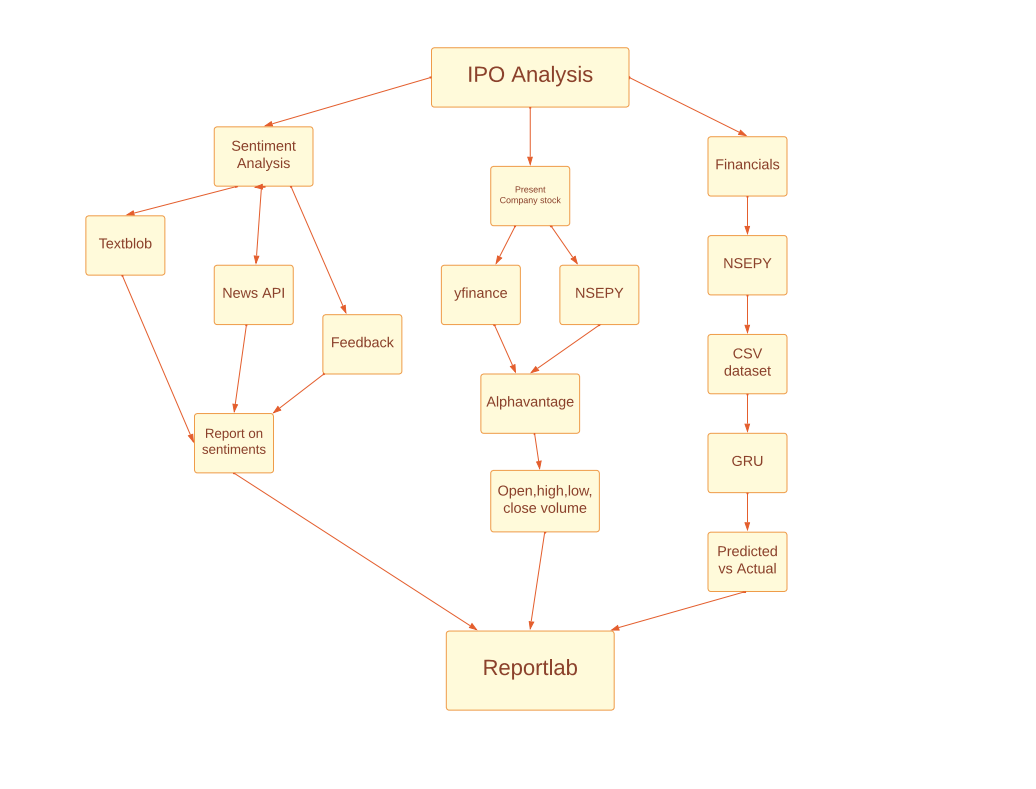 IPO Analysis
Sentiment
Analysis
Present
Company stock
Financials
Textblob
News API
Feedback
yfinance
NSEPY
NSEPY
Report on
sentiments
Alphavantage
CSV
dataset
Open,high,low,
close volume
GRU
Predicted
vs Actual
Reportlab